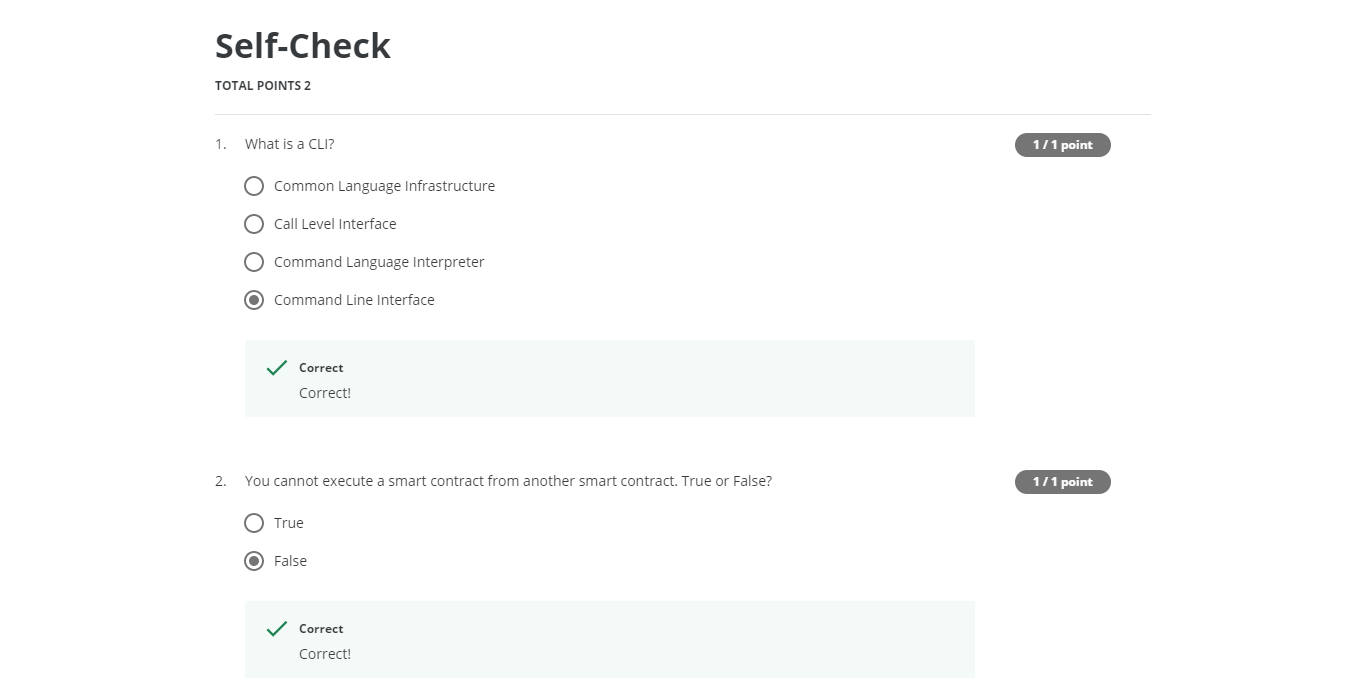 Self-Check
TOTAL POINTS 2
1. What is a CLI? 1 / 1 point
Common Language Infrastructure
Call Level Interface
Command Language Interpreter
Command Line Interface
Correct
Correct!
2. You cannot execute a smart contract from another smart contract. True or False? 1 / 1 point
True
False
Correct
Correct!